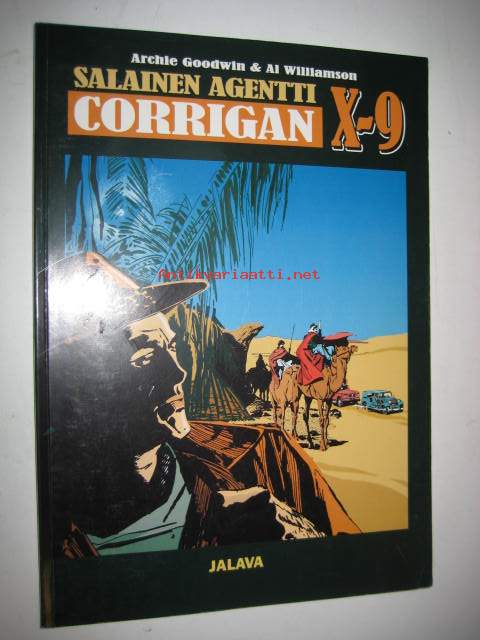 Archie Goodwin & Al Williamson
SALAINEN AGENTTI
CORRIGAN X-9
Antikvariaatti.net
JALAVA